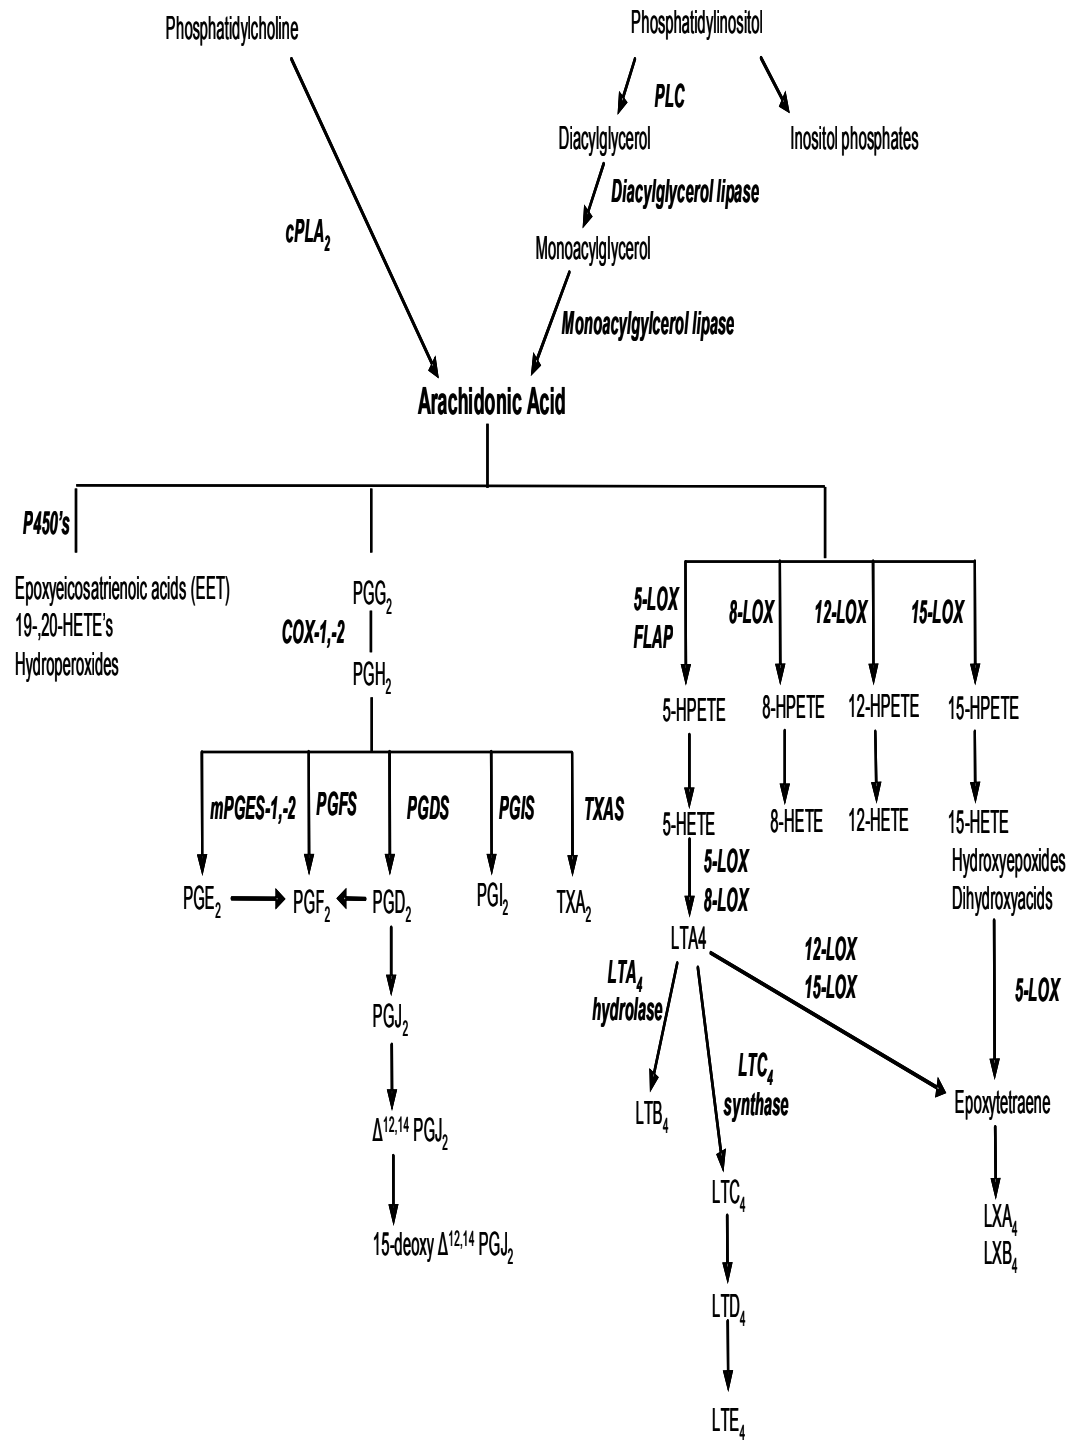 Phosphatidylcholine
Phosphatidylinositol
PLC
Diacylglycerol
Inositol phosphates
Diacylglycerol lipase
cPLA2
Monoacylglycerol
Monoacylgylcerol lipase
Arachidonic Acid
P450's
Epoxyeicosatrienoic acids (EET)
19-,20-HETE's
Hydroperoxides
PGG2
COX-1,-2
PGH2
5-LOX
FLAP
8-LOX
12-LOX
15-LOX
5-HPETE
8-HPETE
12-HPETE
15-HPETE
mPGES-1,-2
PGFS
PGDS
PGIS
TXAS
5-HETE
8-HETE
12-HETE
15-HETE
Hydroxyepoxides
Dihydroxyacids
5-LOX
8-LOX
PGE2
PGF2
PGD2
PGI2
TXA2
LTA4
LTA4
hydrolase
12-LOX
15-LOX
5-LOX
PGJ2
LTC4
synthase
LTB4
Epoxytetraene
Δ12,14 PGJ2
LTC4
LXA4
LXB4
15-deoxy Δ12,14 PGJ2
LTD4
LTE4